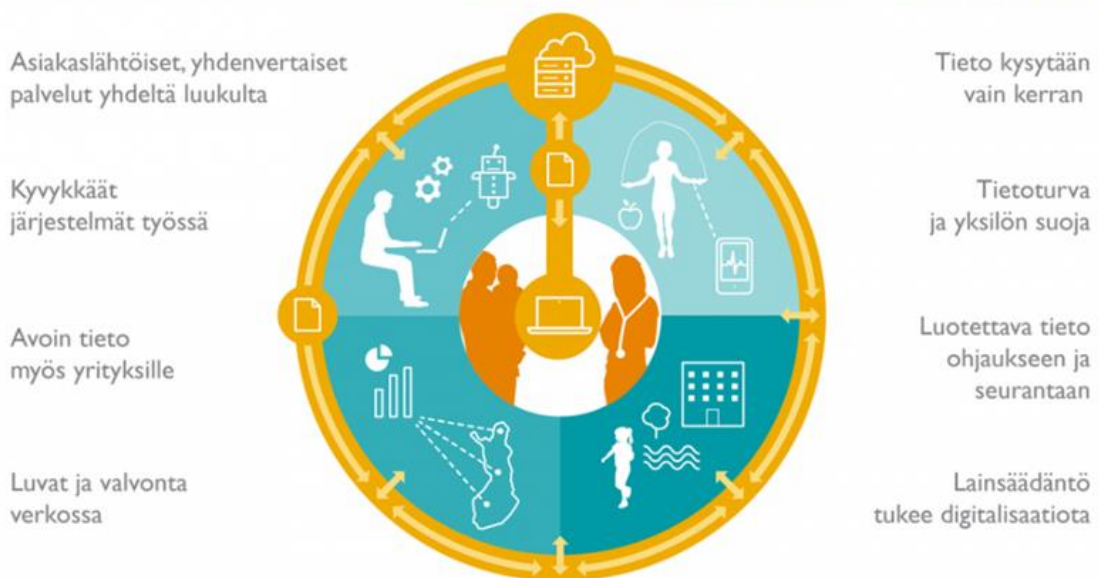 Asiakaslähtöiset, yhdenvertaiset
palvelut yhdeltä luukulta
Kyvykkäät
järjestelmät työssä
Avoin tieto
myös yrityksille
Luvat ja valvonta
verkossa
Tieto kysytään
vain kerran
Tietoturva
ja yksilön suoja
Luotettava tieto
ohjaukseen ja
seurantaan
Lainsäädäntö
tukee digitalisaatiota